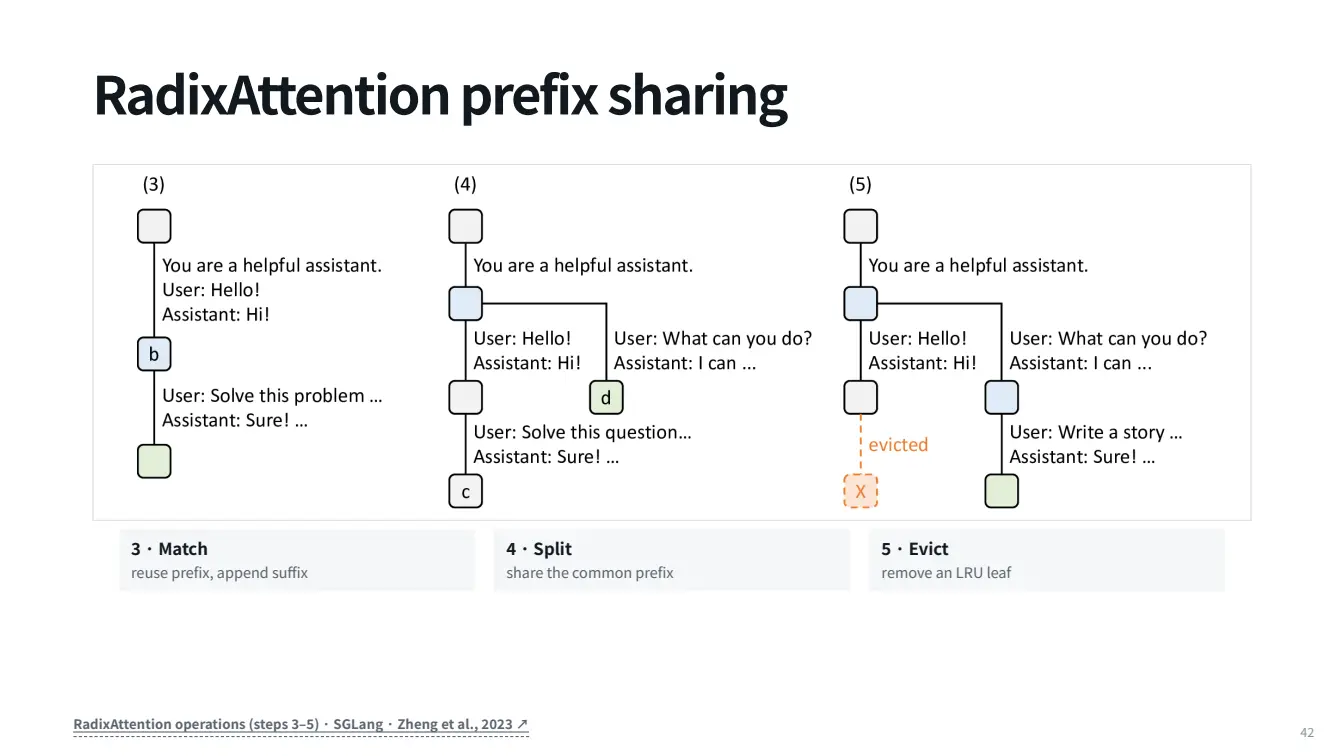 RadixAttention prefix sharing
(3)
You are a helpful assistant.
User: Hello!
Assistant: Hi!
b
User: Solve this problem ...
Assistant: Sure! ...
(4)
You are a helpful assistant.
User: Hello!
Assistant: Hi!
User: What can you do?
Assistant: I can ...
d
User: Solve this question...
Assistant: Sure! ...
c
(5)
You are a helpful assistant.
User: Hello!
Assistant: Hi!
User: What can you do?
Assistant: I can ...
evicted
X
User: Write a story ...
Assistant: Sure! ...
3 · Match
reuse prefix, append suffix
4 · Split
share the common prefix
5 · Evict
remove an LRU leaf
RadixAttention operations (steps 3–5) · SGLang · Zheng et al., 2023 ↗
42